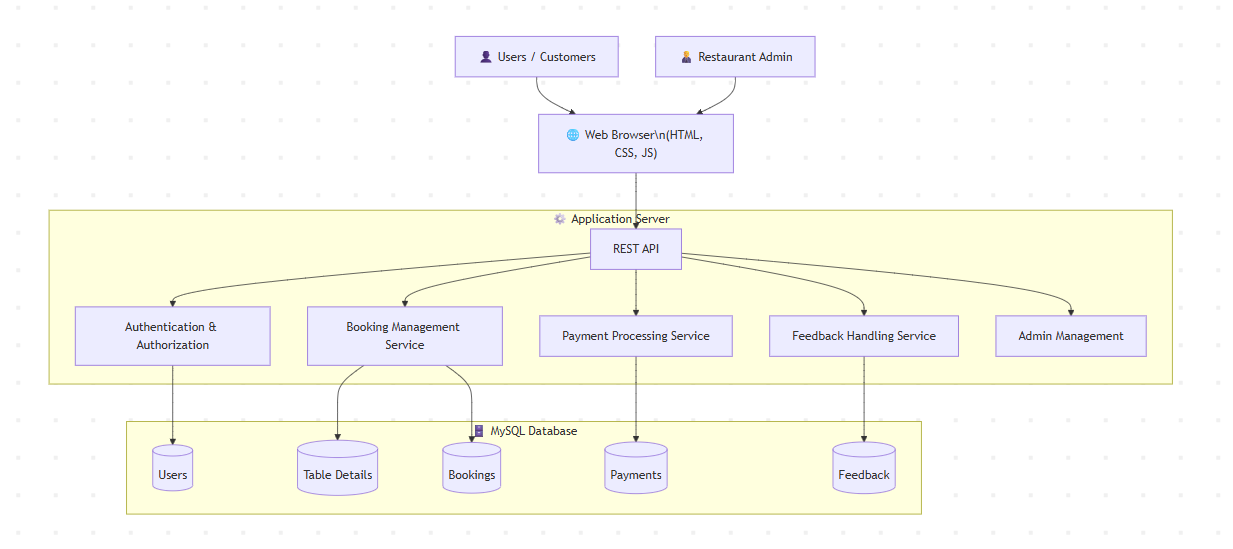 Users / Customers
Restaurant Admin
Web Browser\n(HTML,
CSS, JS)
Application Server
REST API
Authentication &
Authorization
Booking Management
Service
Payment Processing Service
Feedback Handling Service
Admin Management
MySQL Database
Users
Table Details
Bookings
Payments
Feedback